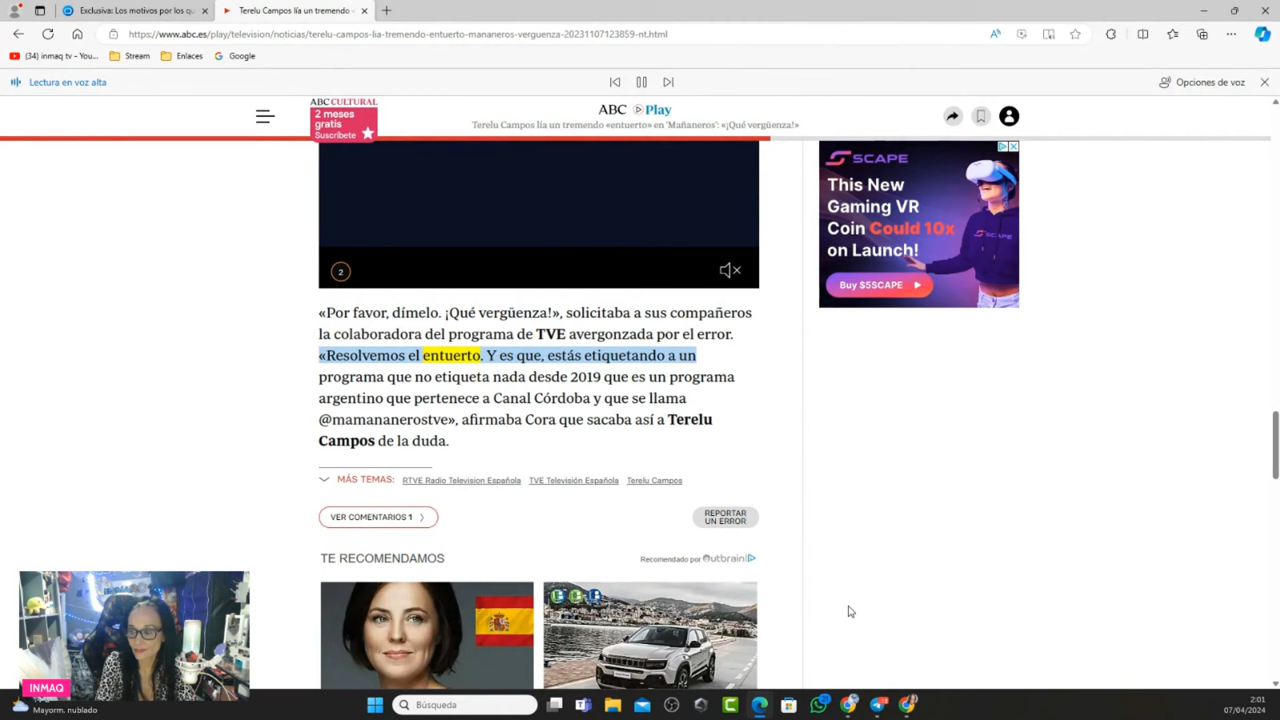 Exclusiva: Los motivos por los qu
Terelu Campos lía un tremendo
https://www.abc.es/play/television/noticias/terelu-campos-lia-tremendo-entuerto-mananeros-verguenza-20231107123859-nt.html
(34) inmaq tv - You...
Stream
Enlaces
Google
Lectura en voz alta
Opciones de voz
ABC CULTURAL
2 meses
gratis
Suscríbete
ABC Play
Terelu Campos lía un tremendo «entuerto» en 'Mañaneros': «¡Qué vergüenza!»
SCAPE
This New
Gaming VR
Coin Could 10x
on Launch!
Buy $5SCAPE
SCAPE
2
«Por favor, dímelo. ¡Qué vergüenza!», solicitaba a sus compañeros
la colaboradora del programa de TVE avergonzada por el error.
«Resolvemos el entuerto. Y es que, estás etiquetando a un
programa que no etiqueta nada desde 2019 que es un programa
argentino que pertenece a Canal Córdoba y que se llama
@mamananerostve», afirmaba Cora que sacaba así a Terelu
Campos de la duda.
MÁS TEMAS: RTVE Radio Television Española TVE Televisión Española Terelu Campos
VER COMENTARIOS 1
REPORTAR
UN ERROR
TE RECOMENDAMOS
Recomendado por Outbrain
INMAQ
Mayorm. nublado
Búsqueda
2:01
07/04/2024